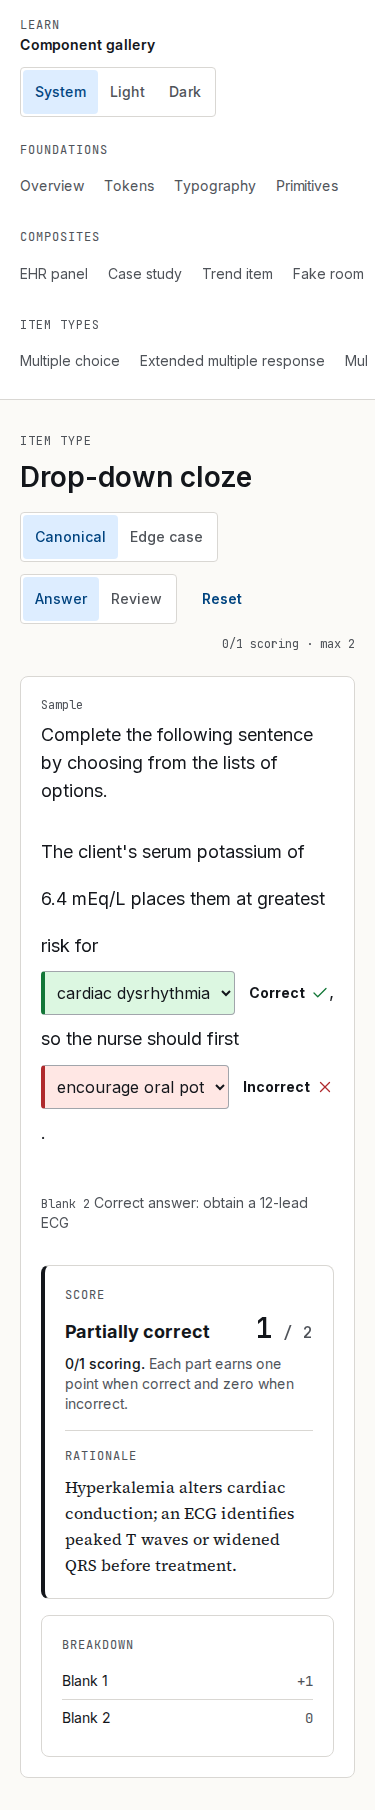 LEARN
Component gallery
System Light Dark
FOUNDATIONS
Overview Tokens Typography Primitives
COMPOSITES
EHR panel Case study Trend item Fake room
ITEM TYPES
Multiple choice Extended multiple response Mul
ITEM TYPE
Drop-down cloze
Canonical Edge case
Answer Review Reset
0/1 scoring · max 2
Sample
Complete the following sentence
by choosing from the lists of
options.
The client's serum potassium of
6.4 mEq/L places them at greatest
risk for
cardiac dysrhythmia Correct ,
so the nurse should first
encourage oral pot Incorrect
.
Blank 2 Correct answer: obtain a 12-lead
ECG
SCORE
Partially correct 1 / 2
0/1 scoring. Each part earns one
point when correct and zero when
incorrect.
RATIONALE
Hyperkalemia alters cardiac
conduction; an ECG identifies
peaked T waves or widened
QRS before treatment.
BREAKDOWN
Blank 1 +1
Blank 2 0